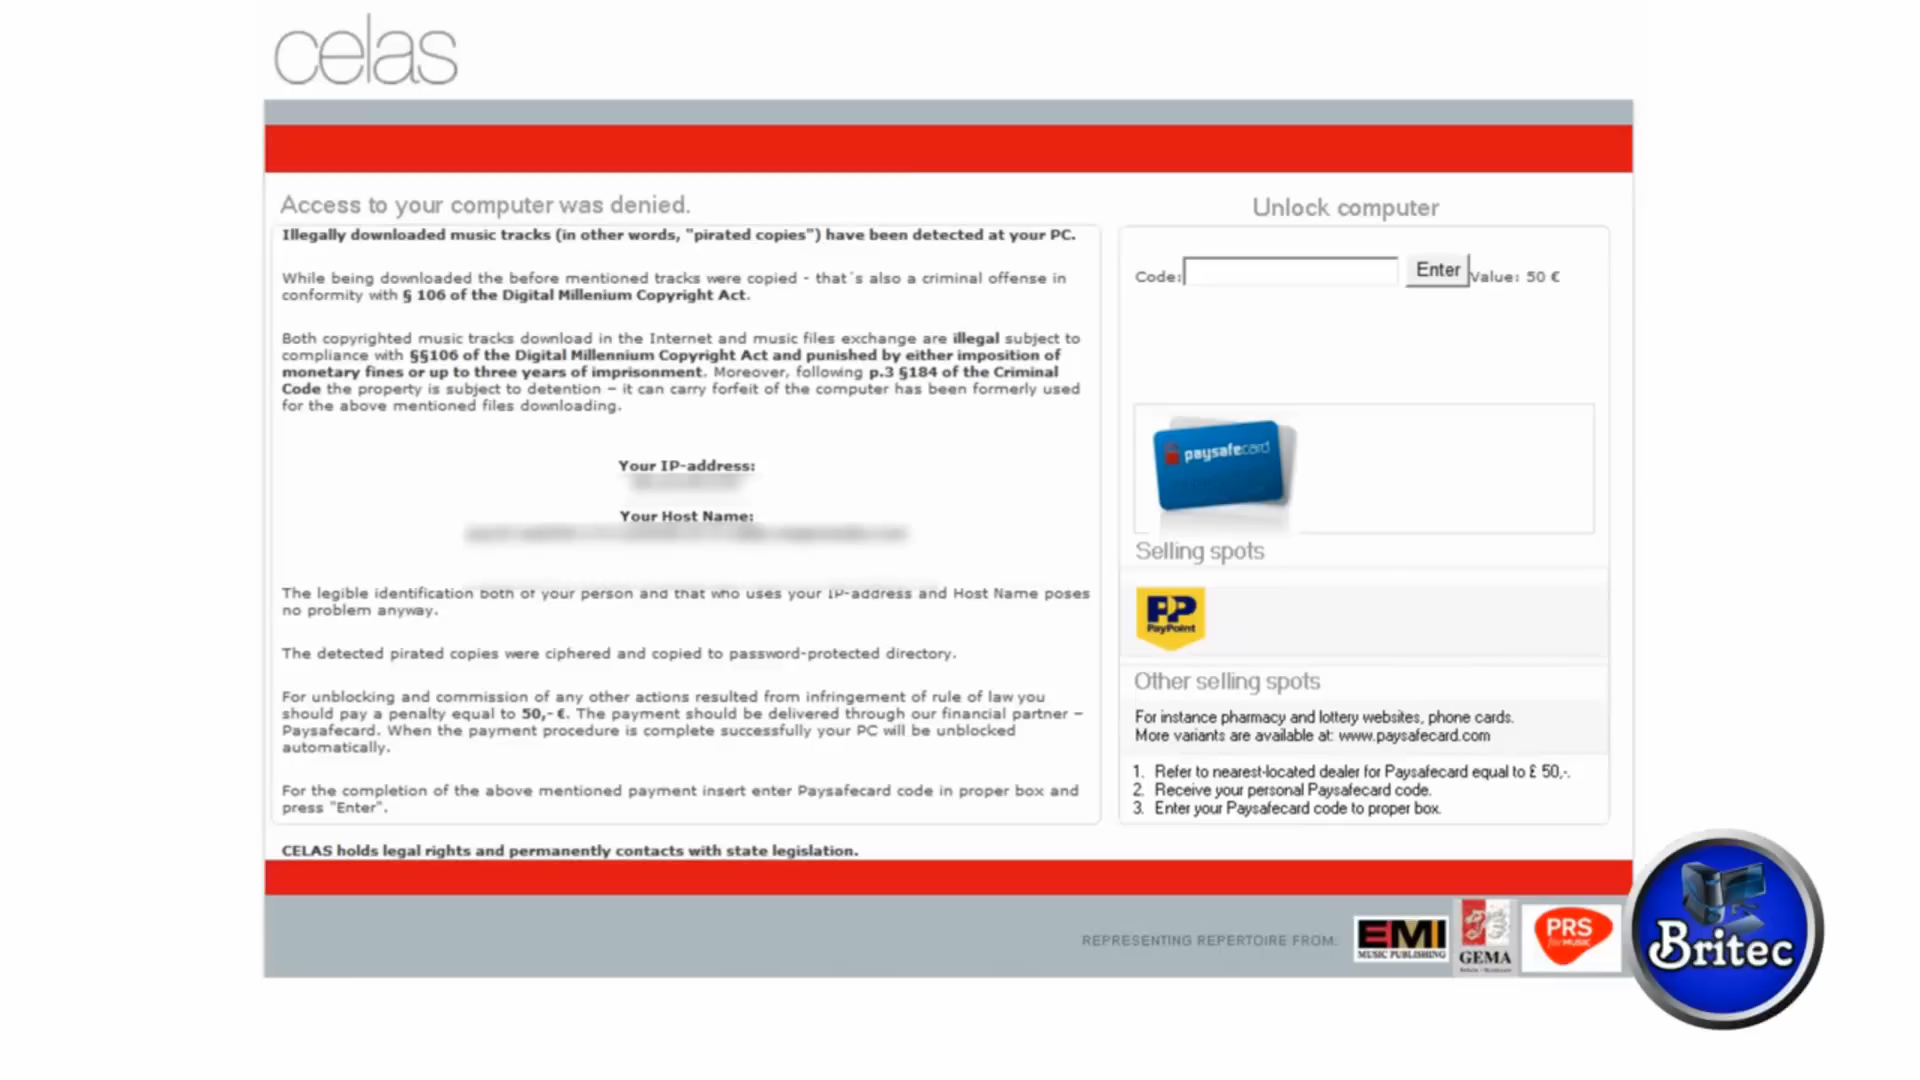 celas
Access to your computer was denied.
Illegally downloaded music tracks (in other words, "pirated copies") have been detected at your PC.
While being downloaded the before mentioned tracks were copied - that´s also a criminal offense in
conformity with § 106 of the Digital Millenium Copyright Act.
Both copyrighted music tracks download in the Internet and music files exchange are illegal subject to
compliance with §§106 of the Digital Millennium Copyright Act and punished by either imposition of
monetary fines or up to three years of imprisonment. Moreover, following p.3 §184 of the Criminal
Code the property is subject to detention – it can carry forfeit of the computer has been formerly used
for the above mentioned files downloading.
Your IP-address:
Your Host Name:
The legible identification both of your person and that who uses your IP-address and Host Name poses
no problem anyway.
The detected pirated copies were ciphered and copied to password-protected directory.
For unblocking and commission of any other actions resulted from infringement of rule of law you
should pay a penalty equal to 50,- €. The payment should be delivered through our financial partner –
Paysafecard. When the payment procedure is complete successfully your PC will be unblocked
automatically.
For the completion of the above mentioned payment insert enter Paysafecard code in proper box and
press "Enter".
CELAS holds legal rights and permanently contacts with state legislation.
Unlock computer
Code: Enter Value: 50 €
paysafecard
Selling spots
PP
PayPoint
Other selling spots
For instance pharmacy and lottery websites, phone cards.
More variants are available at: www.paysafecard.com
1. Refer to nearest-located dealer for Paysafecard equal to £ 50,-.
2. Receive your personal Paysafecard code.
3. Enter your Paysafecard code to proper box.
REPRESENTING REPERTOIRE FROM:
EMI
MUSIC PUBLISHING
GEMA
PRS
for MUSIC
Britec